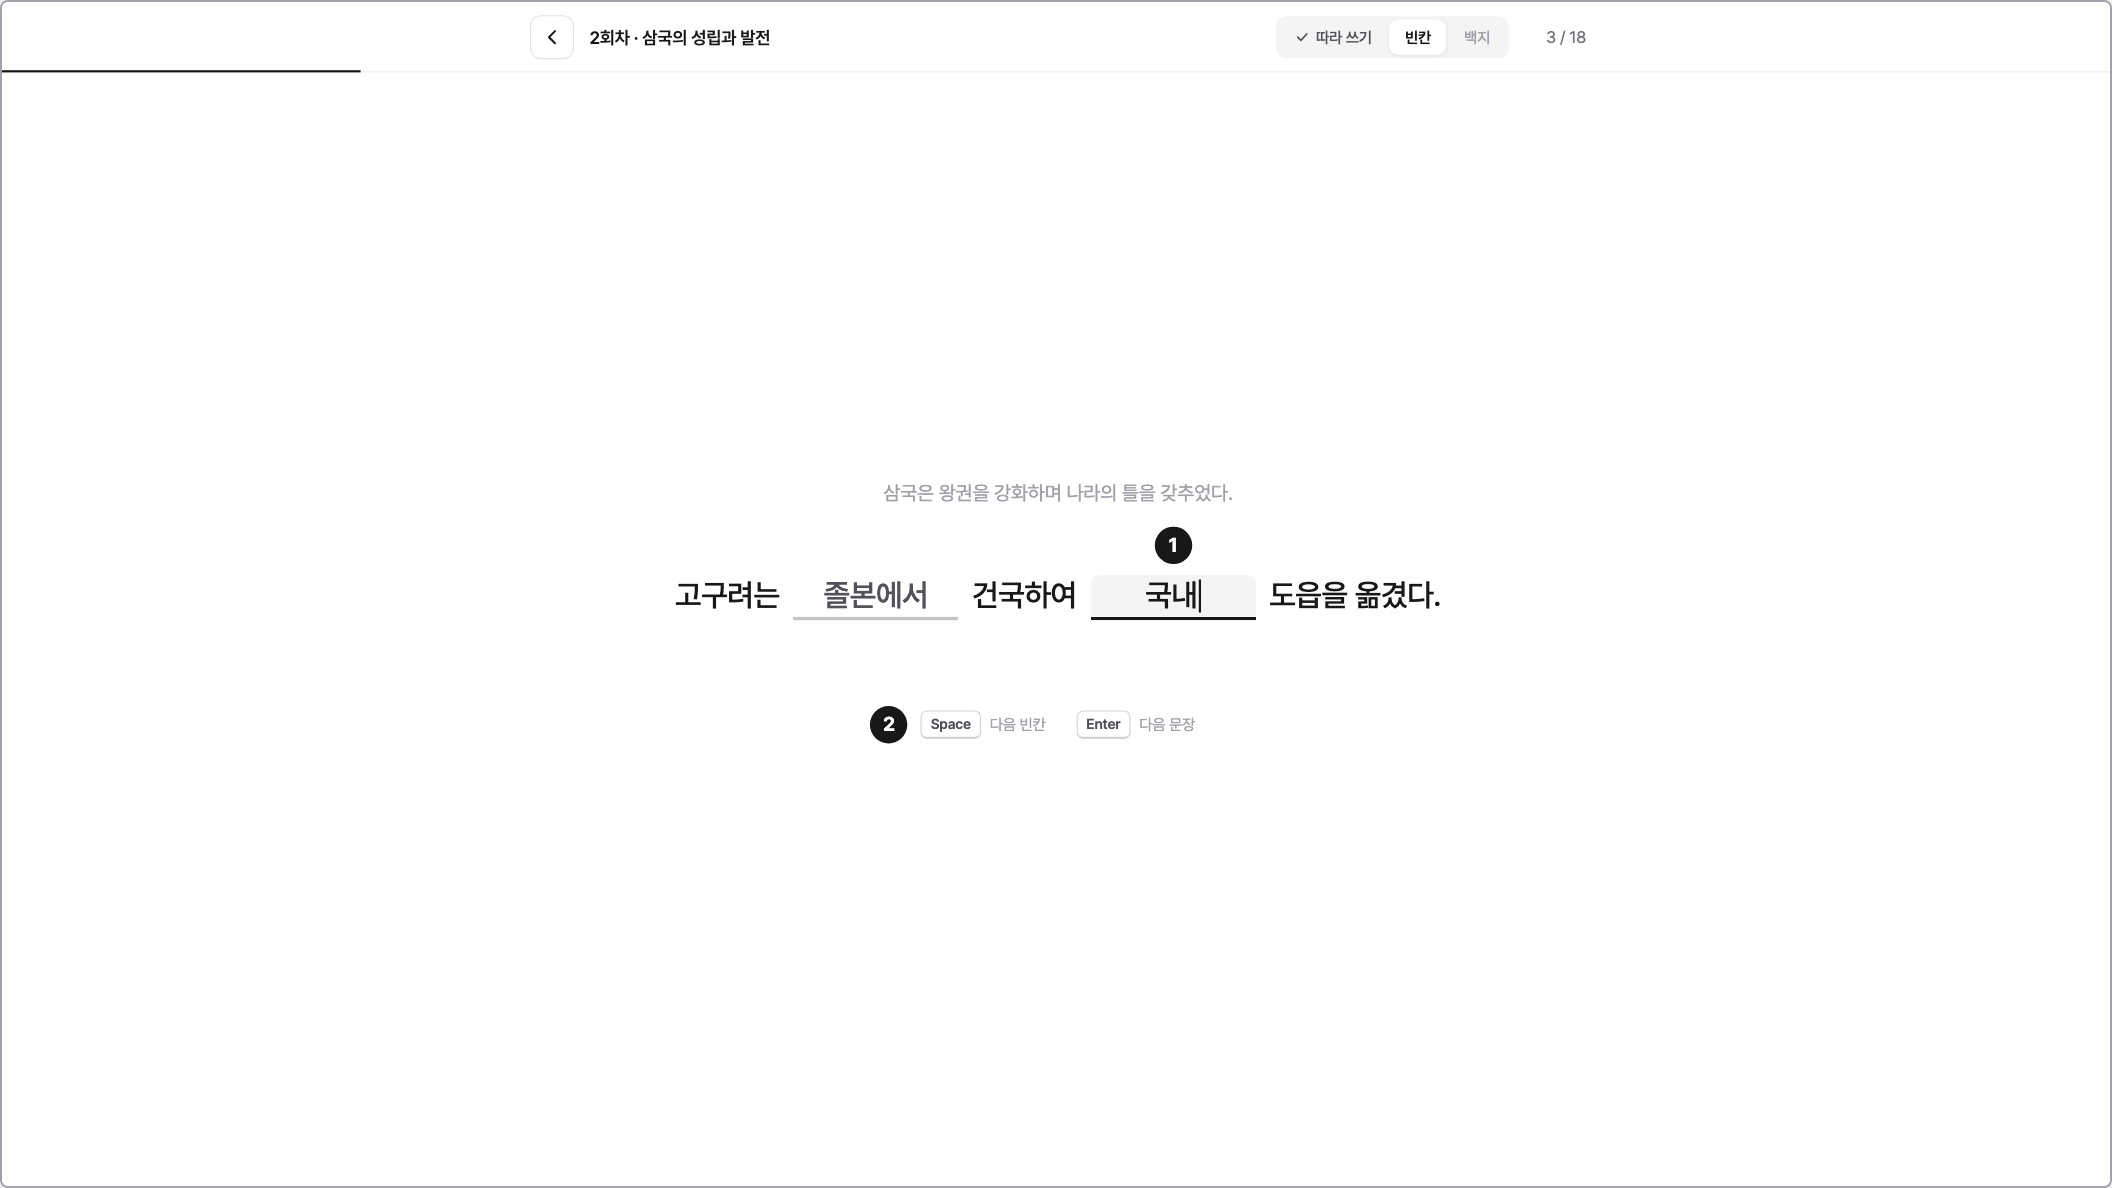 2회차 · 삼국의 성립과 발전
따라 쓰기 빈칸 백지 3 / 18
삼국은 왕권을 강화하며 나라의 틀을 갖추었다.
1
고구려는 졸본에서 건국하여 국내 도읍을 옮겼다.
2 Space 다음 빈칸 Enter 다음 문장